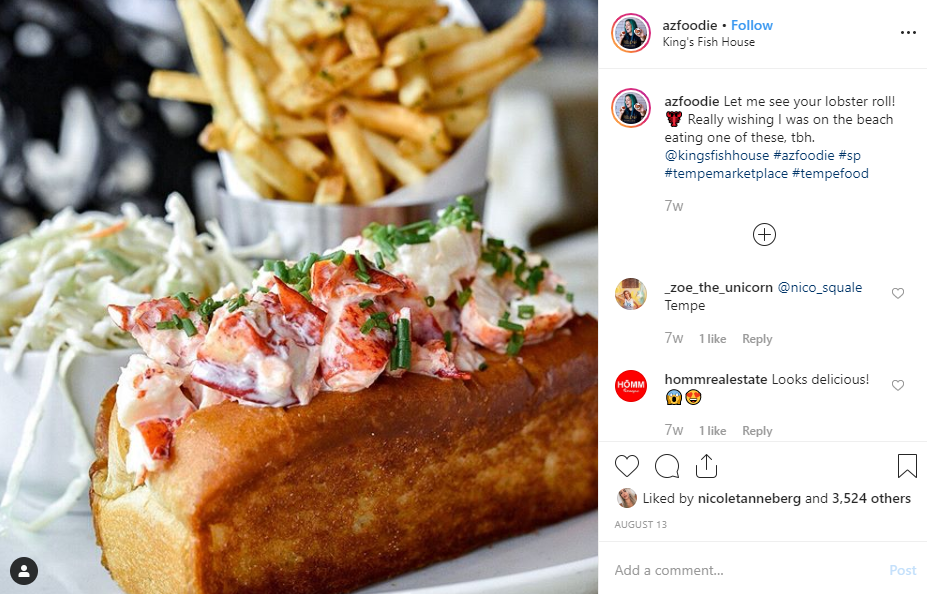 azfoodie • Follow
King's Fish House
azfoodie Let me see your lobster roll!
Really wishing I was on the beach
eating one of these, tbh.
@kingsfishhouse #azfoodie #sp
#tempemarketplace #tempefood
7w
_zoe_the_unicorn @nico_squale
Tempe
7w 1 like Reply
HÖMM
hommrealestate Looks delicious!
😱🤩
7w 1 like Reply
Liked by nicoletanneberg and 3,524 others
AUGUST 13
Add a comment... Post